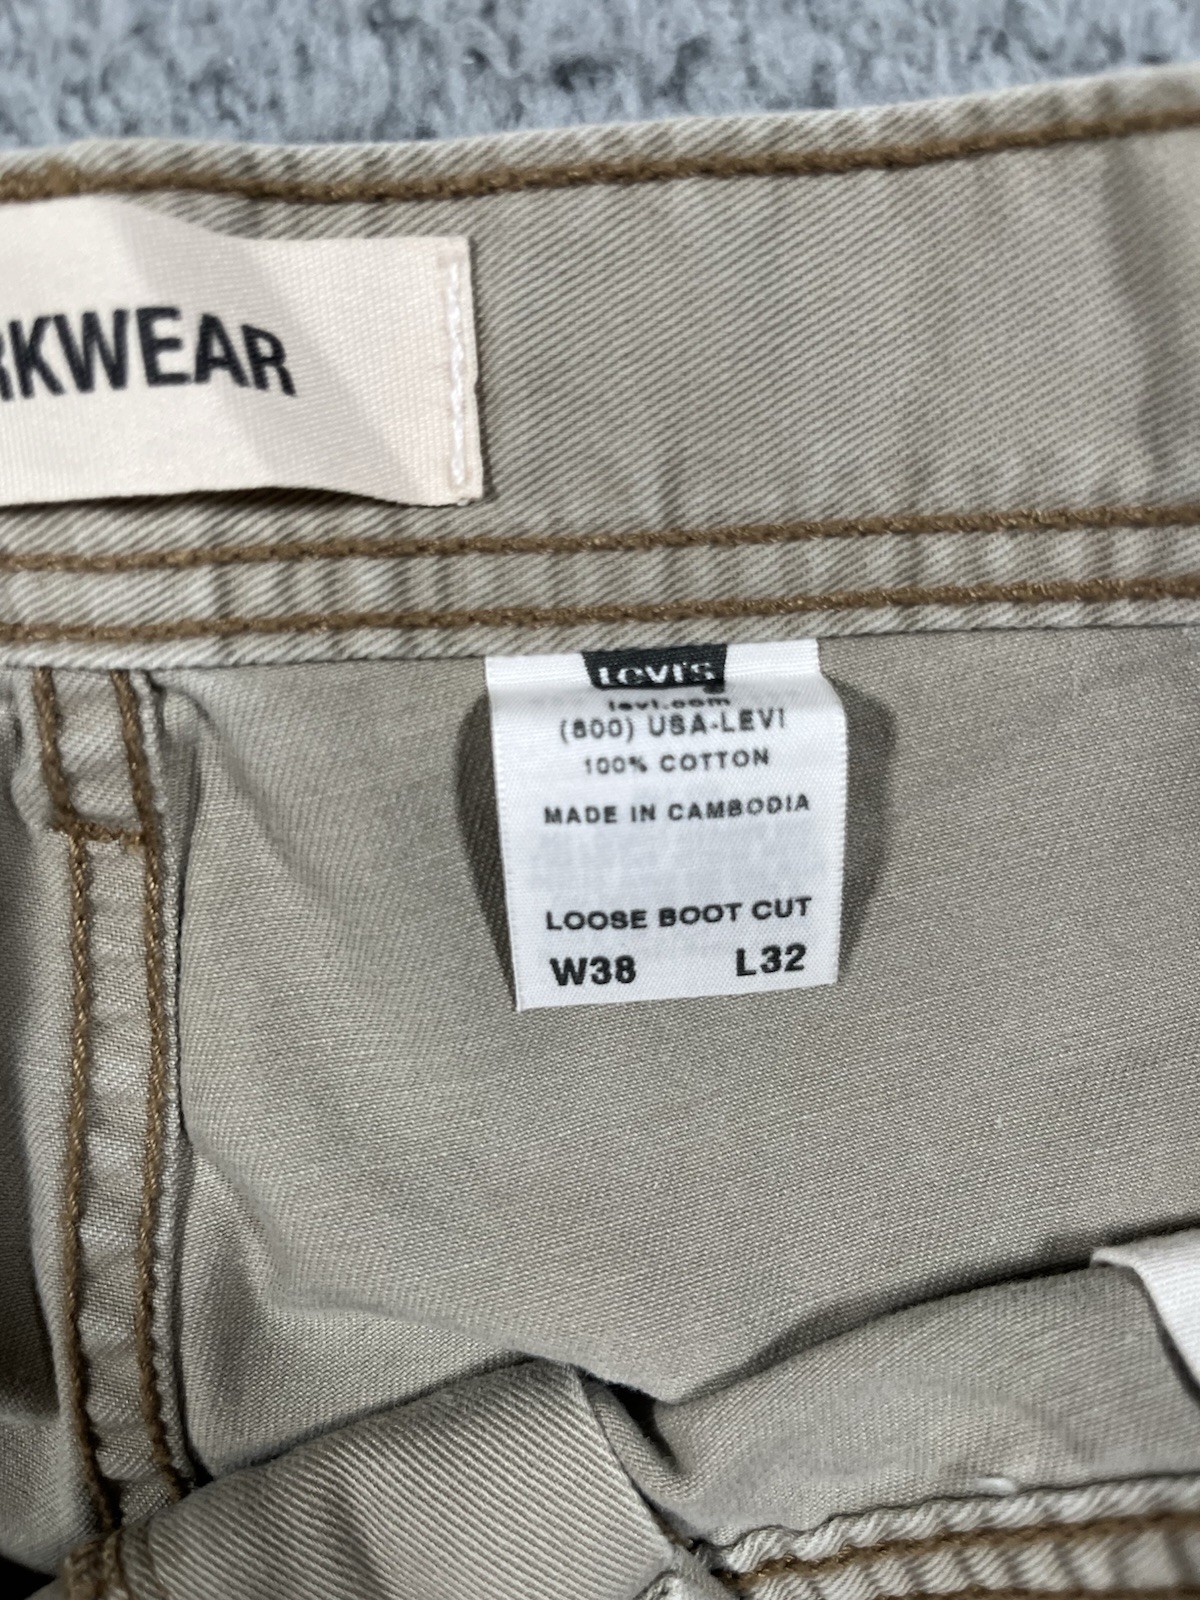 RKWEAR
Levi's
levi.com
(800) USA-LEVI
100% COTTON
MADE IN CAMBODIA
LOOSE BOOT CUT
W38 L32